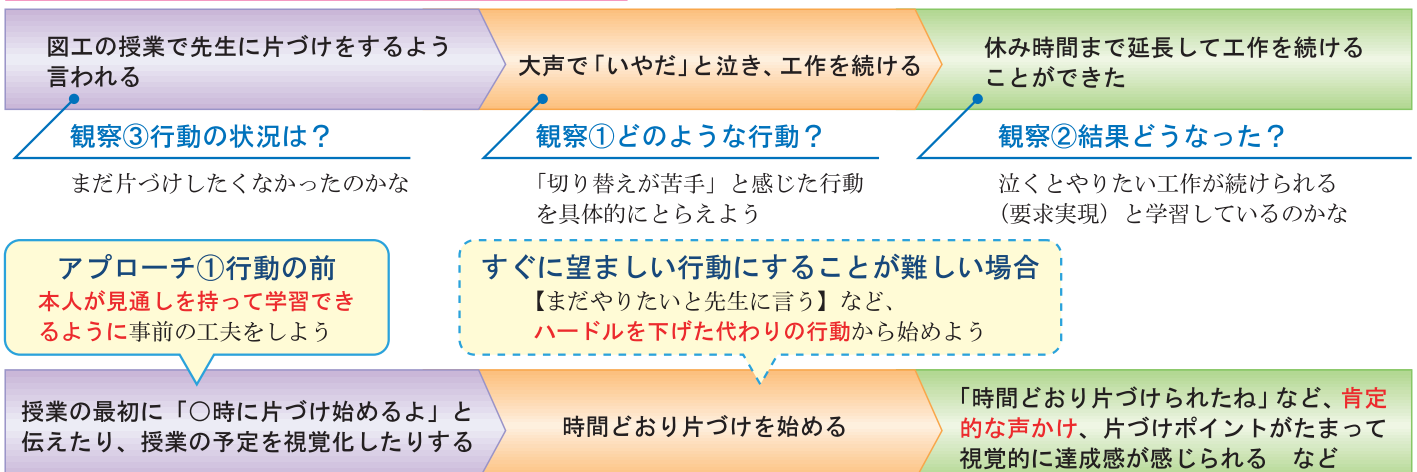 図工の授業で先生に片づけをするよう
言われる
大声で「いやだ」と泣き、工作を続ける
休み時間まで延長して工作を続ける
ことができた
観察③行動の状況は?
まだ片づけしたくなかったのかな
観察①どのような行動?
「切り替えが苦手」と感じた行動
を具体的にとらえよう
観察②結果どうなった?
泣くとやりたい工作が続けられる
(要求実現)と学習しているのかな
アプローチ①行動の前
本人が見通しを持って学習でき
るように事前の工夫をしよう
すぐに望ましい行動にすることが難しい場合
【まだやりたいと先生に言う】など、
ハードルを下げた代わりの行動から始めよう
授業の最初に「○時に片づけ始めるよ」と
伝えたり、授業の予定を視覚化したりする
時間どおり片づけを始める
「時間どおり片づけられたね」など、肯定
的な声かけ、片づけポイントがたまって
視覚的に達成感が感じられる など